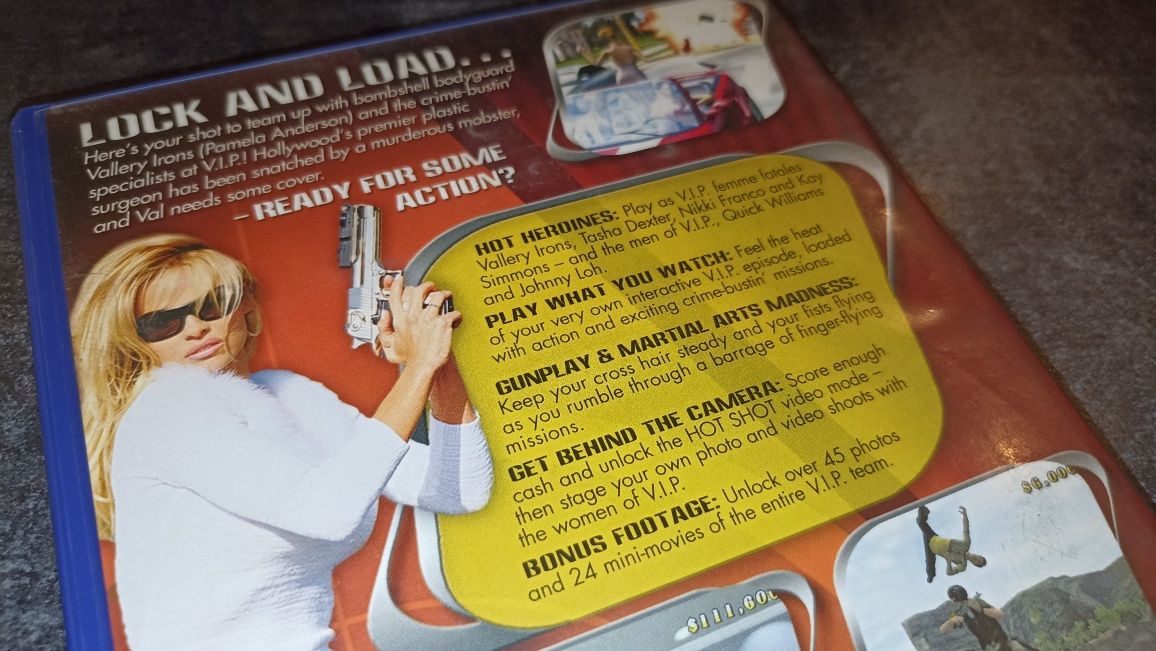 LOCK AND LOAD...
Here's your shot to team up with bombshell bodyguard
Vallery Irons (Pamela Anderson) and the crime-bustin'
specialists at V.I.P.! Hollywood's premier plastic
surgeon has been snatched by a murderous mobster,
and Val needs some cover.
– READY FOR SOME
ACTION?
HOT HEROINES: Play as V.I.P. femme fatales
Vallery Irons, Tasha Dexter, Nikki Franco and Kay
Simmons – and the men of V.I.P., Quick Williams
and Johnny Loh.
PLAY WHAT YOU WATCH: Feel the heat
of your very own interactive V.I.P. episode, loaded
with action and exciting crime-bustin' missions.
GUNPLAY & MARTIAL ARTS MADNESS:
Keep your cross hair steady and your fists flying
as you rumble through a barrage of finger-flying
missions.
GET BEHIND THE CAMERA: Score enough
cash and unlock the HOT SHOT video mode –
then stage your own photo and video shoots with
the women of V.I.P.
BONUS FOOTAGE: Unlock over 45 photos
and 24 mini-movies of the entire V.I.P. team.
$6,000
$111,600